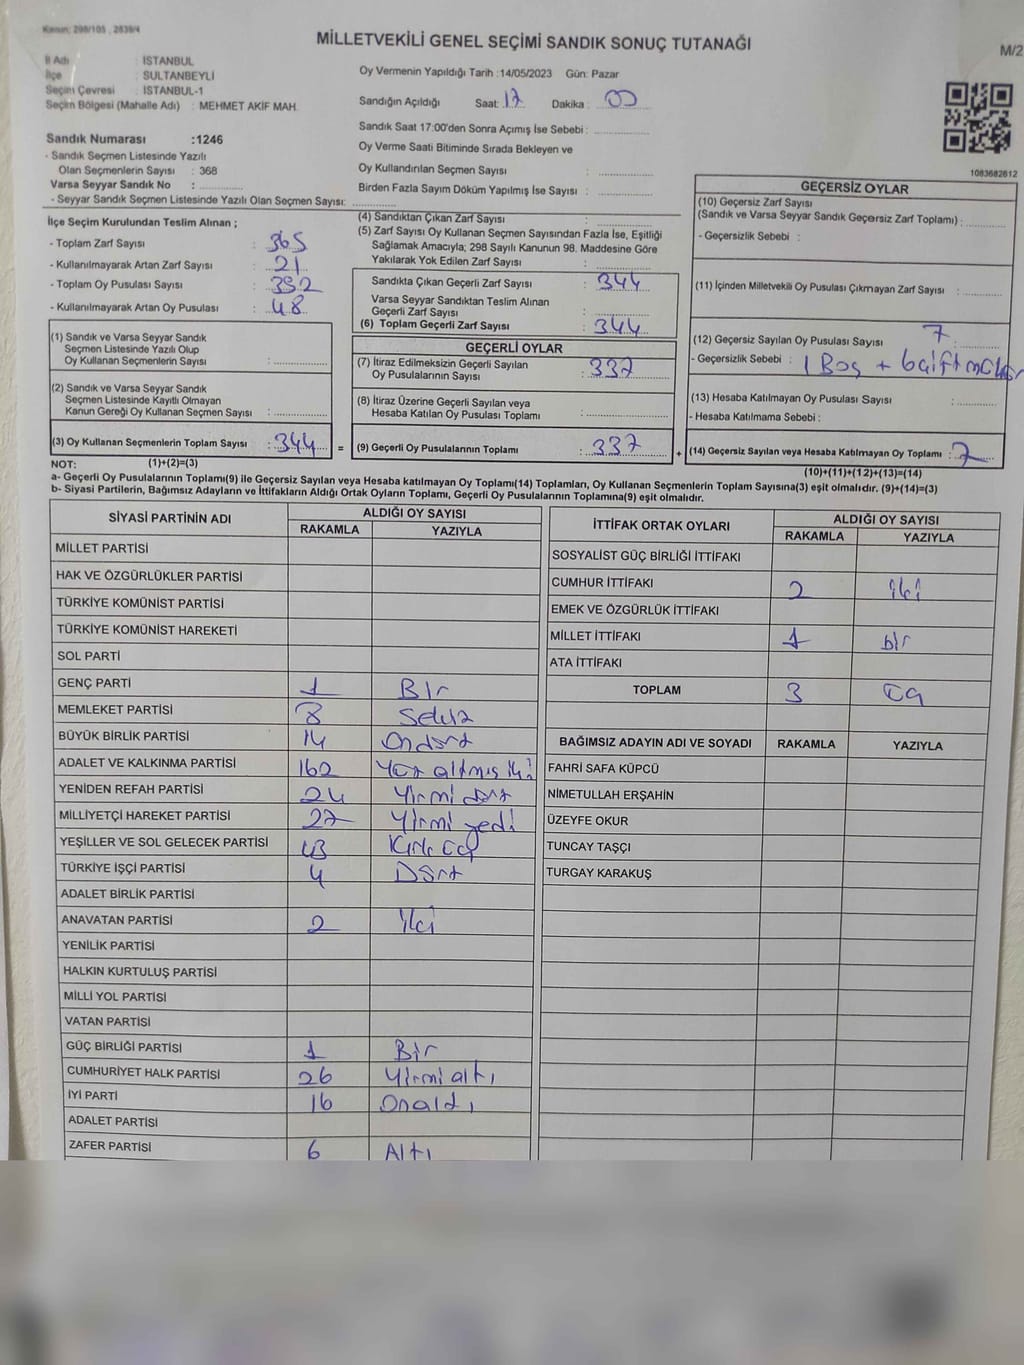 Kanun: 298/105 , 2839/4
MİLLETVEKİLİ GENEL SEÇİMİ SANDIK SONUÇ TUTANAĞI
M/2
İl Adı : İSTANBUL
İlçe : SULTANBEYLİ
Seçim Çevresi : İSTANBUL-1
Seçim Bölgesi (Mahalle Adı) : MEHMET AKİF MAH.
Sandık Numarası :1246
- Sandık Seçmen Listesinde Yazılı
Olan Seçmenlerin Sayısı : 368
Varsa Seyyar Sandık No :
- Seyyar Sandık Seçmen Listesinde Yazılı Olan Seçmen Sayısı:
Oy Vermenin Yapıldığı Tarih :14/05/2023 Gün: Pazar
Sandığın Açıldığı Saat: 17 Dakika : 00
Sandık Saat 17:00'den Sonra Açımış İse Sebebi :
Oy Verme Saati Bitiminde Sırada Bekleyen ve
Oy Kullandırılan Seçmen Sayısı :
Birden Fazla Sayım Döküm Yapılmış İse Sayısı :
1083682612
İlçe Seçim Kurulundan Teslim Alınan ;
- Toplam Zarf Sayısı : 365
- Kullanılmayarak Artan Zarf Sayısı : 21
- Toplam Oy Pusulası Sayısı : 392
- Kullanılmayarak Artan Oy Pusulası : 48
(4) Sandıktan Çıkan Zarf Sayısı :
(5) Zarf Sayısı Oy Kullanan Seçmen Sayısından Fazla İse, Eşitliği
Sağlamak Amacıyla; 298 Sayılı Kanunun 98. Maddesine Göre
Yakılarak Yok Edilen Zarf Sayısı :
Sandıkta Çıkan Geçerli Zarf Sayısı : 344
Varsa Seyyar Sandıktan Teslim Alınan
Geçerli Zarf Sayısı :
(6) Toplam Geçerli Zarf Sayısı : 344
GEÇERSİZ OYLAR
(10) Geçersiz Zarf Sayısı
(Sandık ve Varsa Seyyar Sandık Geçersiz Zarf Toplamı) :
- Geçersizlik Sebebi :
(11) İçinden Milletvekili Oy Pusulası Çıkmayan Zarf Sayısı :
(12) Geçersiz Sayılan Oy Pusulası Sayısı : 7
- Geçersizlik Sebebi : 1 Boş + 6 çift mühür
(13) Hesaba Katılmayan Oy Pusulası Sayısı :
- Hesaba Katılmama Sebebi :
(14) Geçersiz Sayılan veya Hesaba Katılmayan Oy Toplamı : 7
(10)+(11)+(12)+(13)=(14)
(1) Sandık ve Varsa Seyyar Sandık
Seçmen Listesinde Yazılı Olup
Oy Kullanan Seçmenlerin Sayısı :
(2) Sandık ve Varsa Seyyar Sandık
Seçmen Listesinde Kayıtlı Olmayan
Kanun Gereği Oy Kullanan Seçmen Sayısı :
(3) Oy Kullanan Seçmenlerin Toplam Sayısı : 344 =
(1)+(2)=(3)
GEÇERLİ OYLAR
(7) İtiraz Edilmeksizin Geçerli Sayılan
Oy Pusulalarının Sayısı : 337
(8) İtiraz Üzerine Geçerli Sayılan veya
Hesaba Katılan Oy Pusulası Toplamı :
(9) Geçerli Oy Pusulalarının Toplamı : 337 +
NOT:
a- Geçerli Oy Pusulalarının Toplamı(9) ile Geçersiz Sayılan veya Hesaba katılmayan Oy Toplamı(14) Toplamları, Oy Kullanan Seçmenlerin Toplam Sayısına(3) eşit olmalıdır. (9)+(14)=(3)
b- Siyasi Partilerin, Bağımsız Adayların ve İttifakların Aldığı Ortak Oyların Toplamı, Geçerli Oy Pusulalarının Toplamına(9) eşit olmalıdır.
SİYASİ PARTİNİN ADI ALDIĞI OY SAYISI
RAKAMLA YAZIYLA
MİLLET PARTİSİ
HAK VE ÖZGÜRLÜKLER PARTİSİ
TÜRKİYE KOMÜNİST PARTİSİ
TÜRKİYE KOMÜNİST HAREKETİ
SOL PARTİ
GENÇ PARTİ 1 Bir
MEMLEKET PARTİSİ 8 Sekiz
BÜYÜK BİRLİK PARTİSİ 14 Ondört
ADALET VE KALKINMA PARTİSİ 162 Yüz altmış iki
YENİDEN REFAH PARTİSİ 24 Yirmi dört
MİLLİYETÇİ HAREKET PARTİSİ 27 Yirmi yedi
YEŞİLLER VE SOL GELECEK PARTİSİ 43 Kırk üç
TÜRKİYE İŞÇİ PARTİSİ 4 Dört
ADALET BİRLİK PARTİSİ
ANAVATAN PARTİSİ 2 iki
YENİLİK PARTİSİ
HALKIN KURTULUŞ PARTİSİ
MİLLİ YOL PARTİSİ
VATAN PARTİSİ
GÜÇ BİRLİĞİ PARTİSİ 1 Bir
CUMHURİYET HALK PARTİSİ 26 Yirmi altı
İYİ PARTİ 16 Onaltı
ADALET PARTİSİ
ZAFER PARTİSİ 6 Altı
İTTİFAK ORTAK OYLARI ALDIĞI OY SAYISI
RAKAMLA YAZIYLA
SOSYALİST GÜÇ BİRLİĞİ İTTİFAKI
CUMHUR İTTİFAKI 2 iki
EMEK VE ÖZGÜRLÜK İTTİFAKI
MİLLET İTTİFAKI 1 bir
ATA İTTİFAKI
TOPLAM 3 üç
BAĞIMSIZ ADAYIN ADI VE SOYADI RAKAMLA YAZIYLA
FAHRİ SAFA KÜPCÜ
NİMETULLAH ERŞAHİN
ÜZEYFE OKUR
TUNCAY TAŞÇI
TURGAY KARAKUŞ